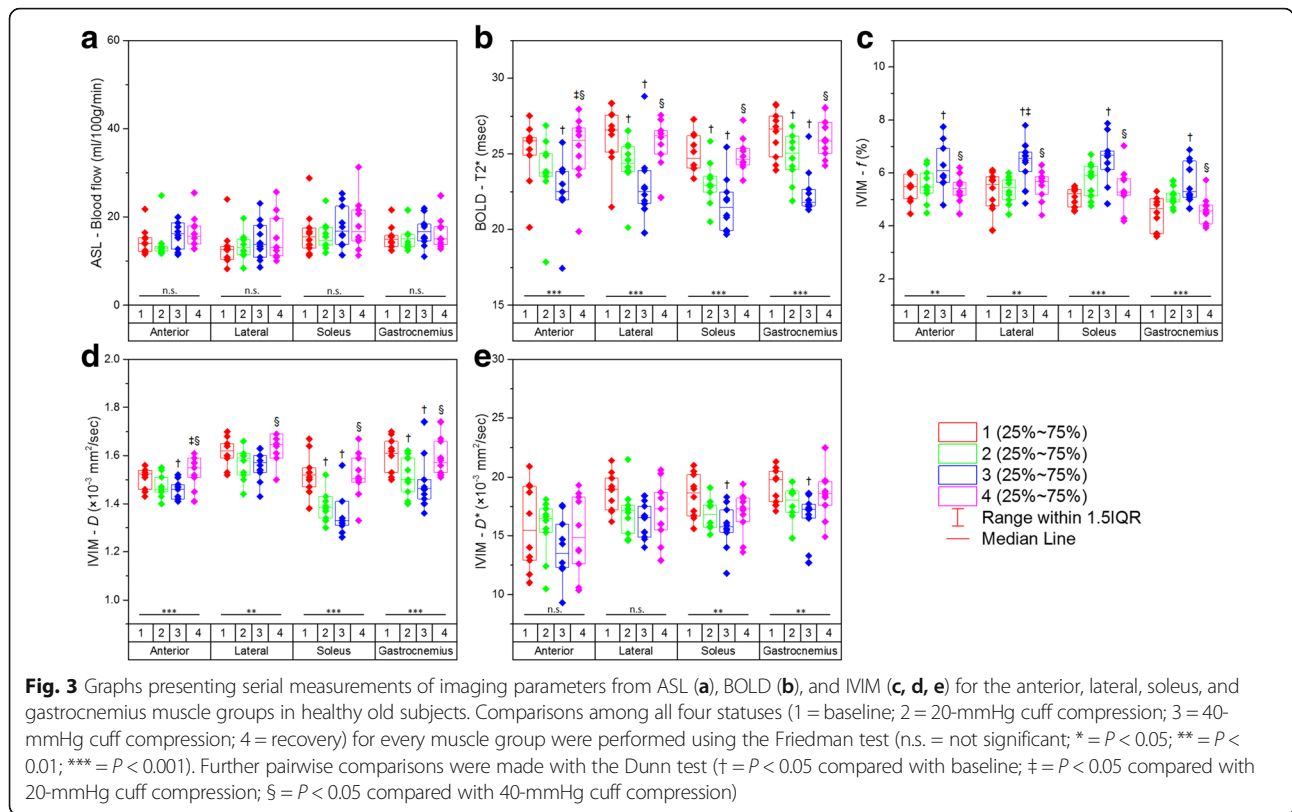 a
60
50
40
30
20
10
0
ASL - Blood flow (ml/100g/min)
n.s. n.s. n.s. n.s.
1 2 3 4 1 2 3 4 1 2 3 4 1 2 3 4
Anterior Lateral Soleus Gastrocnemius
b
30
25
20
15
BOLD - T2* (msec)
† ‡§ † † § † † § † † §
*** *** *** ***
1 2 3 4 1 2 3 4 1 2 3 4 1 2 3 4
Anterior Lateral Soleus Gastrocnemius
c
10
8
6
4
2
IVIM - f (%)
† § †‡ § † § † §
** ** *** ***
1 2 3 4 1 2 3 4 1 2 3 4 1 2 3 4
Anterior Lateral Soleus Gastrocnemius
d
2.0
1.8
1.6
1.4
1.2
1.0
IVIM - D (×10⁻³ mm²/sec)
† ‡§ § † † § † † §
*** ** *** ***
1 2 3 4 1 2 3 4 1 2 3 4 1 2 3 4
Anterior Lateral Soleus Gastrocnemius
e
30
25
20
15
10
IVIM - D* (×10⁻³ mm²/sec)
† †
n.s. n.s. ** **
1 2 3 4 1 2 3 4 1 2 3 4 1 2 3 4
Anterior Lateral Soleus Gastrocnemius
1 (25%~75%)
2 (25%~75%)
3 (25%~75%)
4 (25%~75%)
Range within 1.5IQR
Median Line
Fig. 3 Graphs presenting serial measurements of imaging parameters from ASL (a), BOLD (b), and IVIM (c, d, e) for the anterior, lateral, soleus, and
gastrocnemius muscle groups in healthy old subjects. Comparisons among all four statuses (1 = baseline; 2 = 20-mmHg cuff compression; 3 = 40-
mmHg cuff compression; 4 = recovery) for every muscle group were performed using the Friedman test (n.s. = not significant; * = P < 0.05; ** = P <
0.01; *** = P < 0.001). Further pairwise comparisons were made with the Dunn test († = P < 0.05 compared with baseline; ‡ = P < 0.05 compared with
20-mmHg cuff compression; § = P < 0.05 compared with 40-mmHg cuff compression)